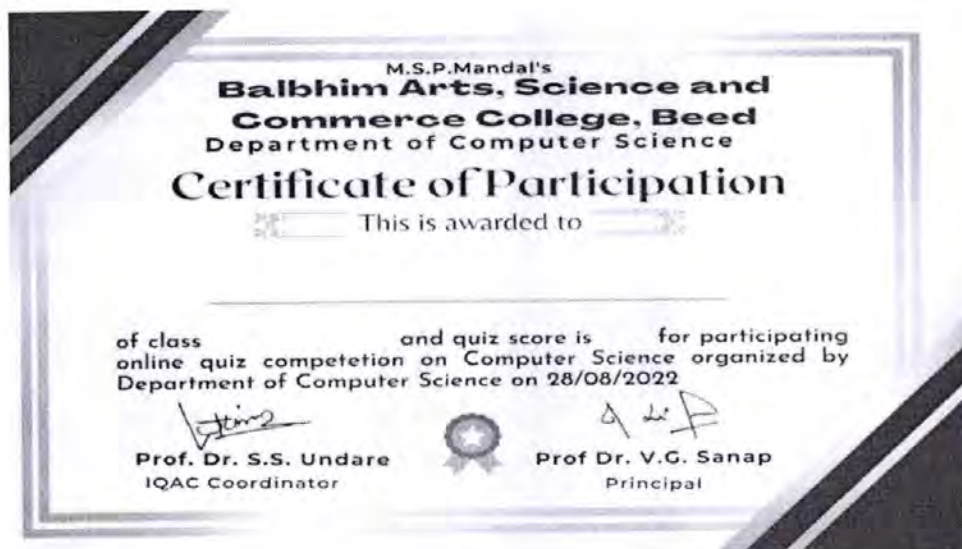 M.S.P.Mandal's
Balbhim Arts, Science and
Commerce College, Beed
Department of Computer Science
Certificate of Participation
This is awarded to
of class and quiz score is for participating
online quiz competetion on Computer Science organized by
Department of Computer Science on 28/08/2022
Prof. Dr. S.S. Undare
Prof Dr. V.G. Sanap
IQAC Coordinator
Principal